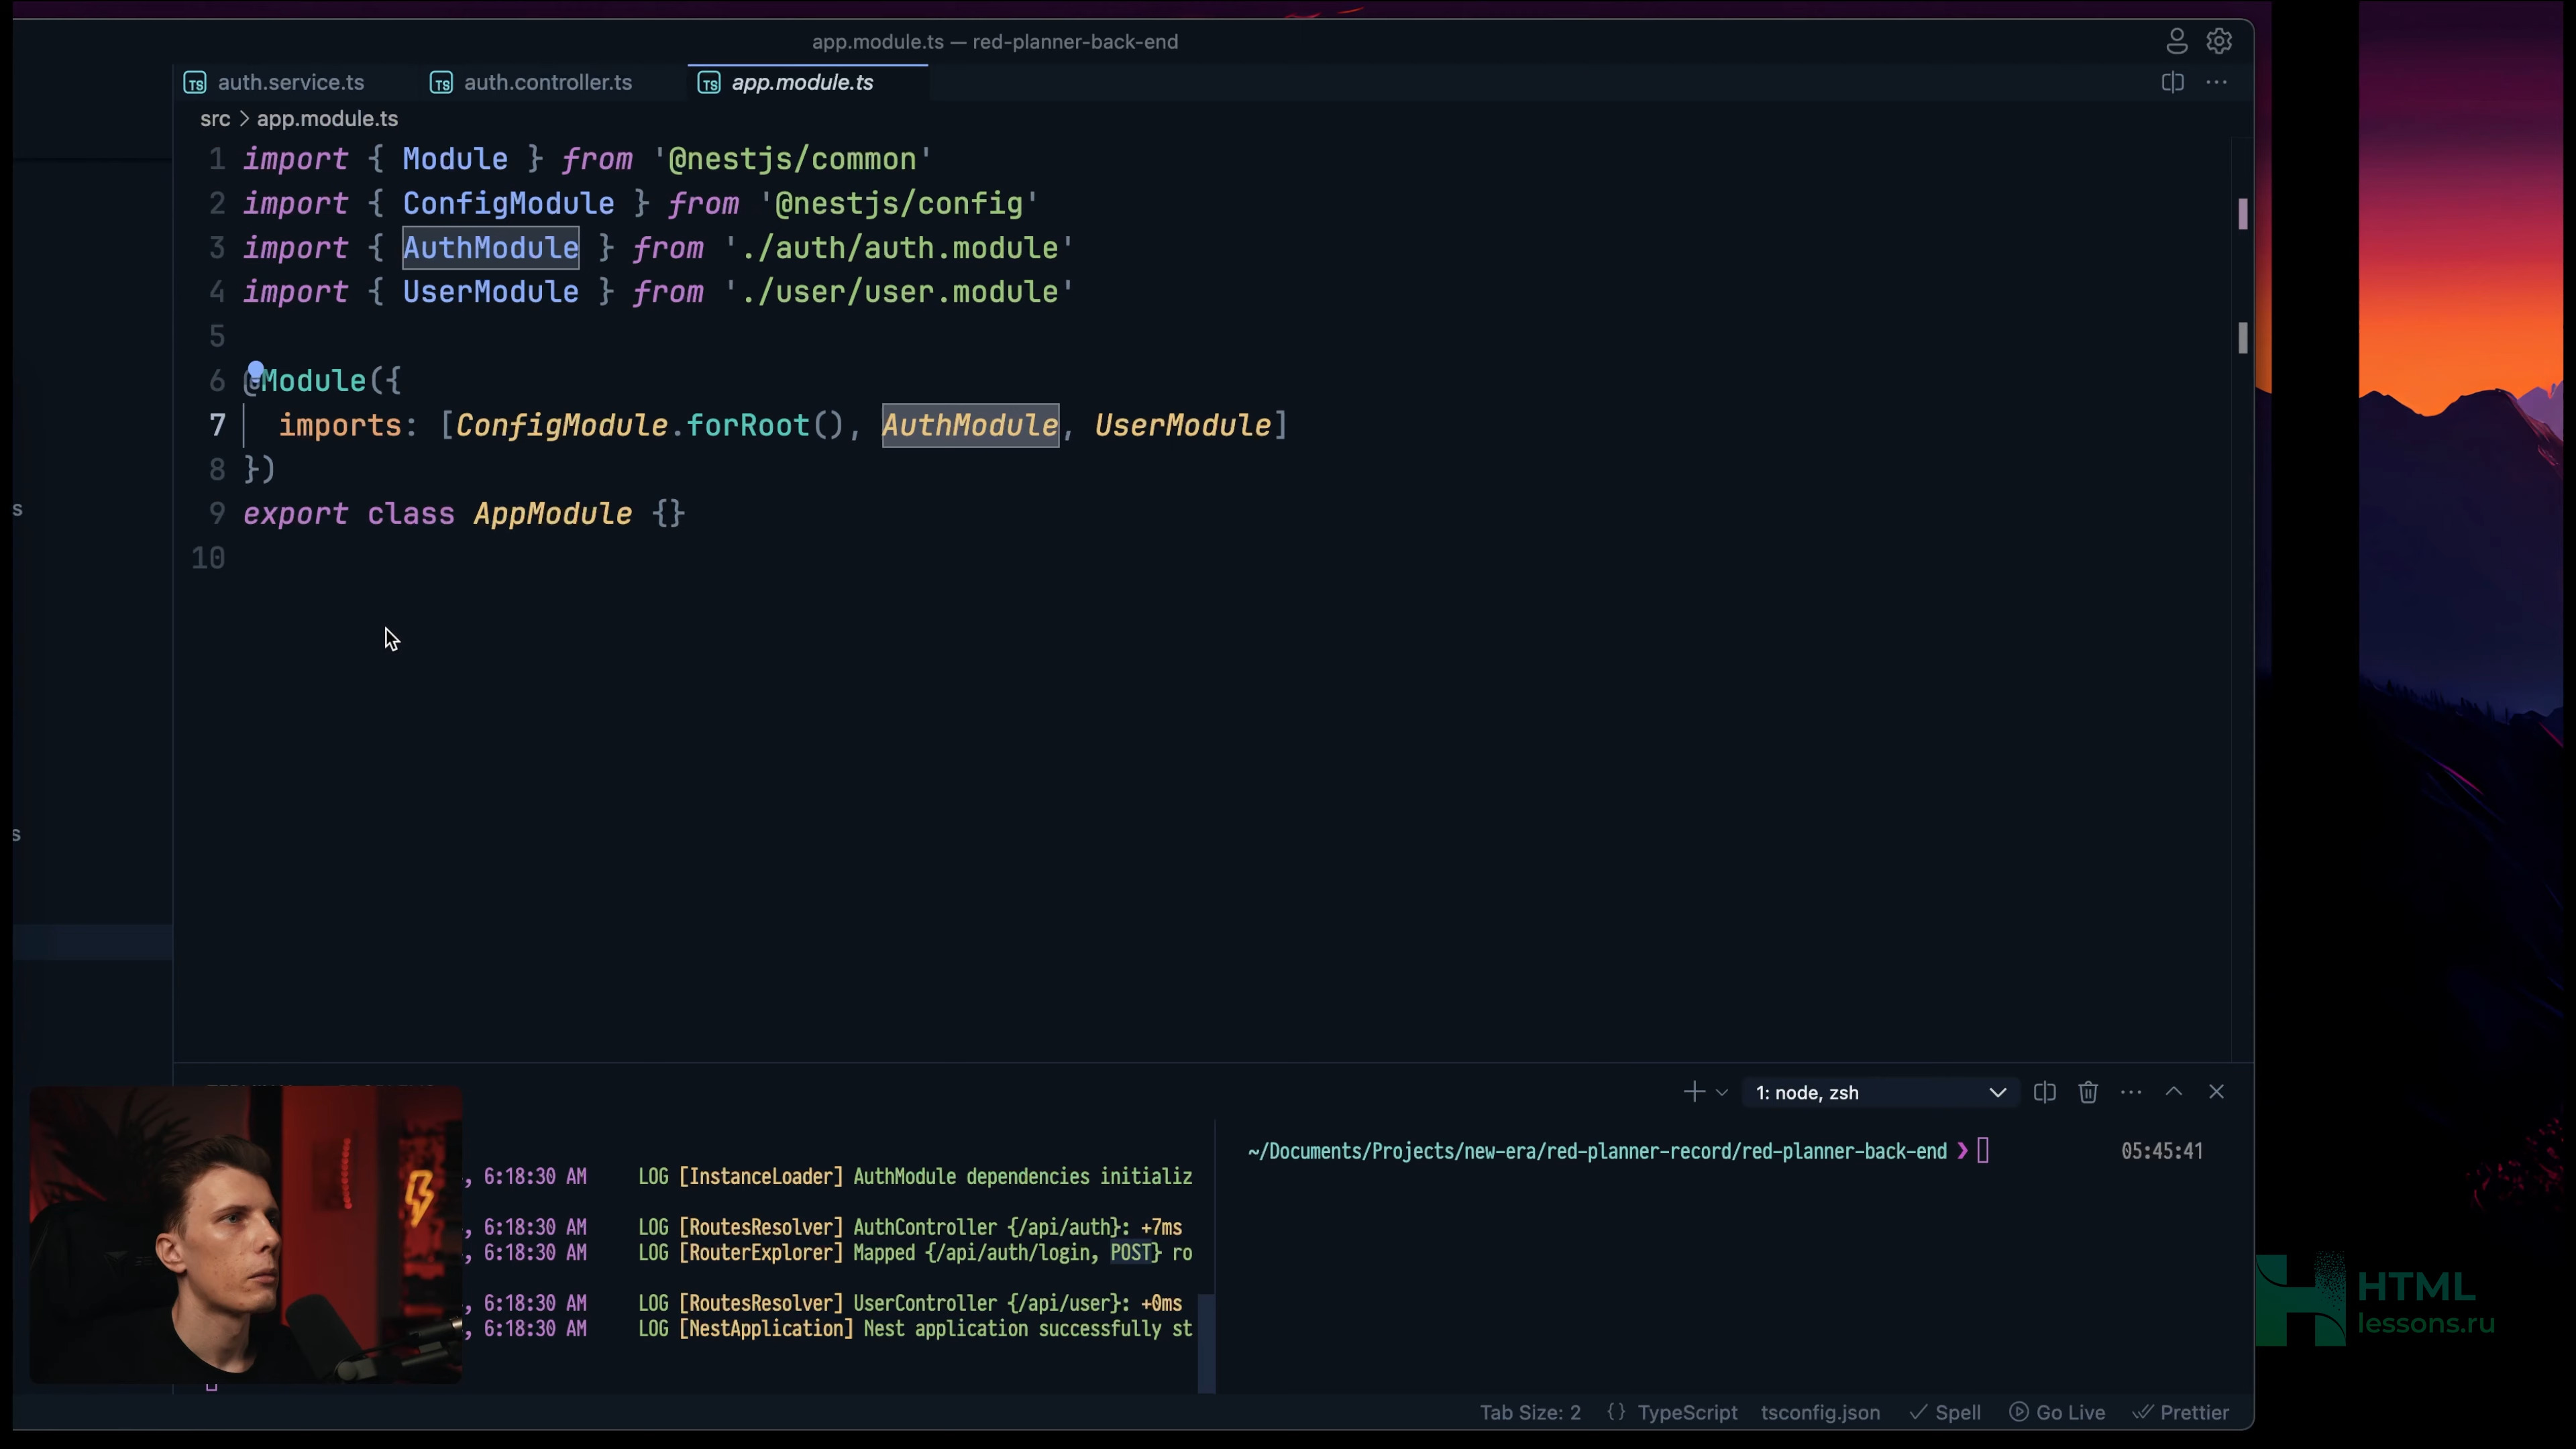 app.module.ts — red-planner-back-end
auth.service.ts
auth.controller.ts
app.module.ts
src > app.module.ts
1 import { Module } from '@nestjs/common'
2 import { ConfigModule } from '@nestjs/config'
3 import { AuthModule } from './auth/auth.module'
4 import { UserModule } from './user/user.module'
5
6 @Module({
7 imports: [ConfigModule.forRoot(), AuthModule, UserModule]
8 })
9 export class AppModule {}
10
s
s
1: node, zsh
, 6:18:30 AM LOG [InstanceLoader] AuthModule dependencies initializ
, 6:18:30 AM LOG [RoutesResolver] AuthController {/api/auth}: +7ms
, 6:18:30 AM LOG [RouterExplorer] Mapped {/api/auth/login, POST} ro
, 6:18:30 AM LOG [RoutesResolver] UserController {/api/user}: +0ms
, 6:18:30 AM LOG [NestApplication] Nest application successfully st
~/Documents/Projects/new-era/red-planner-record/red-planner-back-end ❯
05:45:41
HTML
lessons.ru
Tab Size: 2
{ } TypeScript
tsconfig.json
Spell
Go Live
Prettier